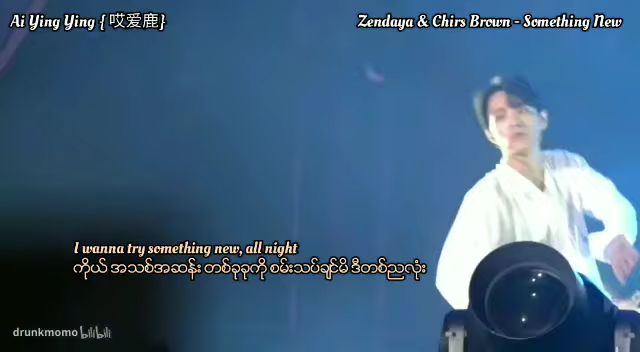 Ai Ying Ying { 哎爱鹿}
Zendaya & Chirs Brown - Something New
I wanna try something new, all night
ကိုယ် အသစ်အဆန်း တစ်ခုခုကို စမ်းသပ်ချင်မိ ဒီတစ်ညလုံး
drunkmomo bilibili